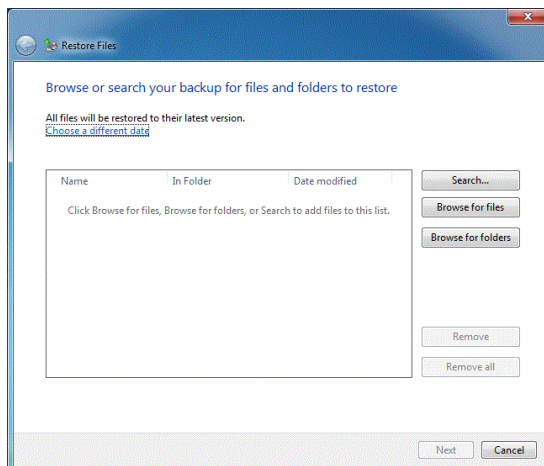 Restore Files
Browse or search your backup for files and folders to restore
All files will be restored to their latest version.
Choose a different date
Name In Folder Date modified
Click Browse for files, Browse for folders, or Search to add files to this list.
Search...
Browse for files
Browse for folders
Remove
Remove all
Next Cancel